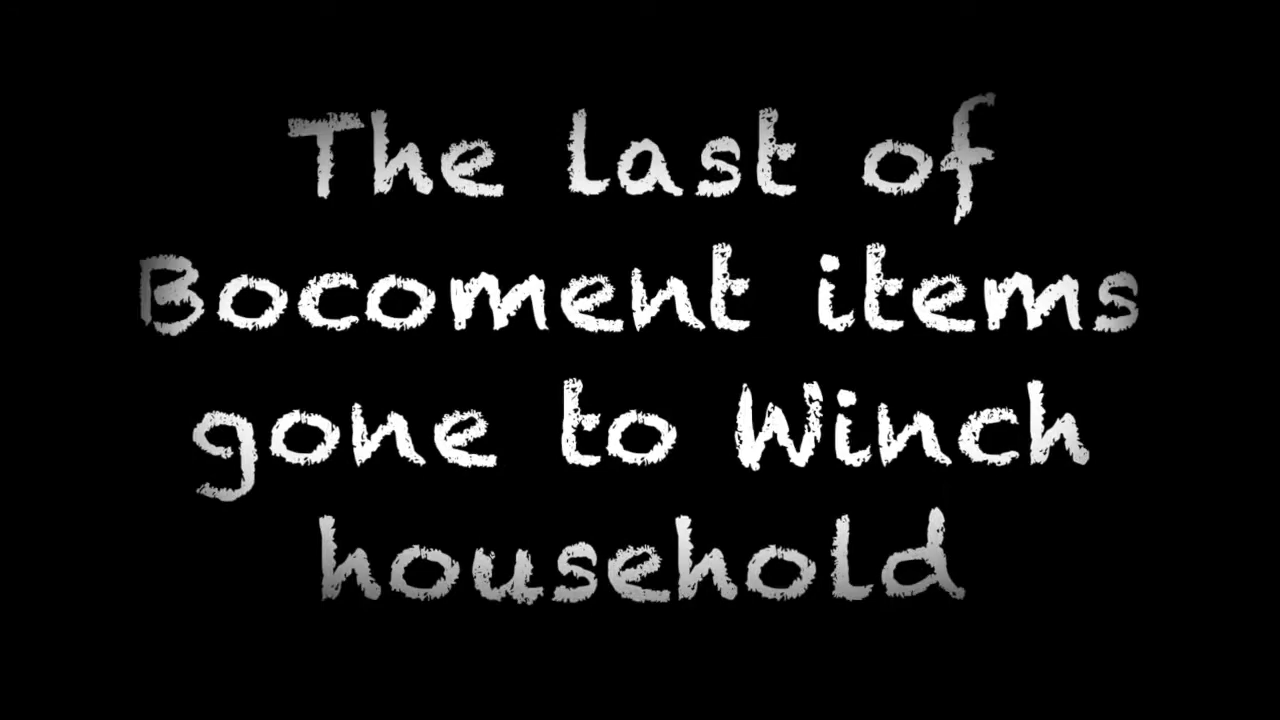 The last of
Bocoment items
gone to Winch
household